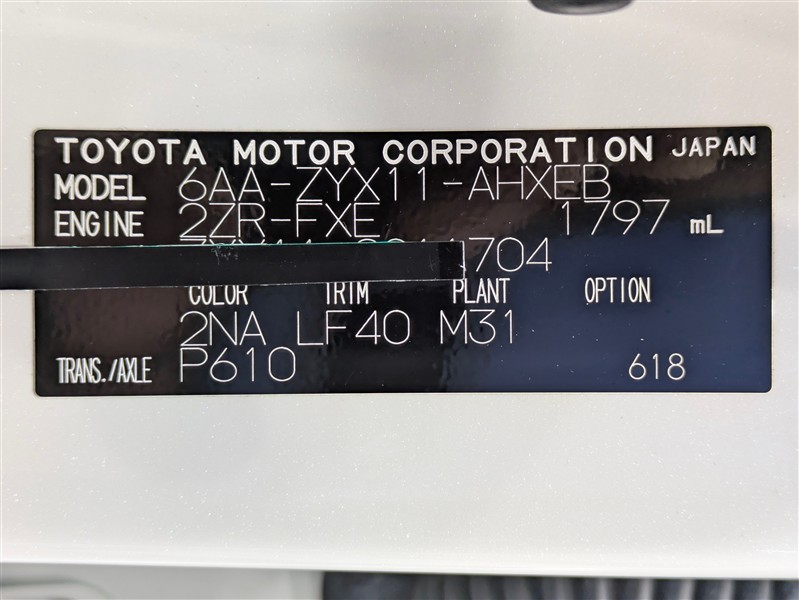 TOYOTA MOTOR CORPORATION JAPAN
MODEL 6AA-ZYX11-AHXEB
ENGINE 2ZR-FXE 1797 mL
704
COLOR TRIM PLANT OPTION
2NA LF40 M31
TRANS./AXLE P610 618